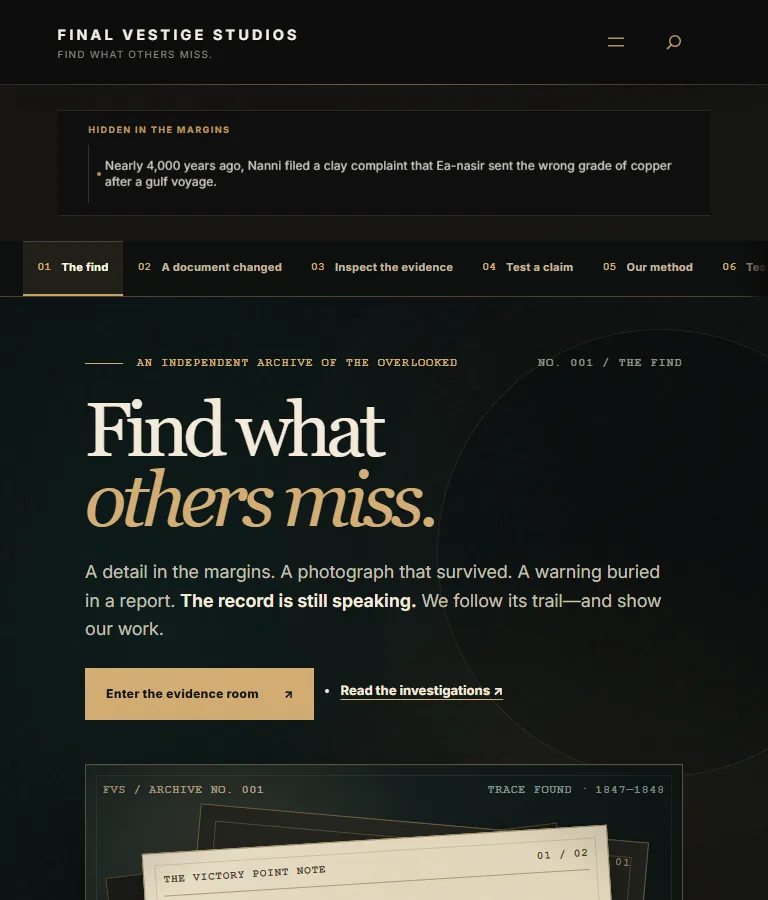 FINAL VESTIGE STUDIOS
FIND WHAT OTHERS MISS.
HIDDEN IN THE MARGINS
Nearly 4,000 years ago, Nanni filed a clay complaint that Ea-nasir sent the wrong grade of copper
after a gulf voyage.
01 The find 02 A document changed 03 Inspect the evidence 04 Test a claim 05 Our method 06
AN INDEPENDENT ARCHIVE OF THE OVERLOOKED NO. 001 / THE FIND
Find what
others miss.
A detail in the margins. A photograph that survived. A warning buried
in a report. The record is still speaking. We follow its trail—and show
our work.
Enter the evidence room ↗ • Read the investigations ↗
FVS / ARCHIVE NO. 001 TRACE FOUND · 1847—1848
THE VICTORY POINT NOTE 01 / 02
01